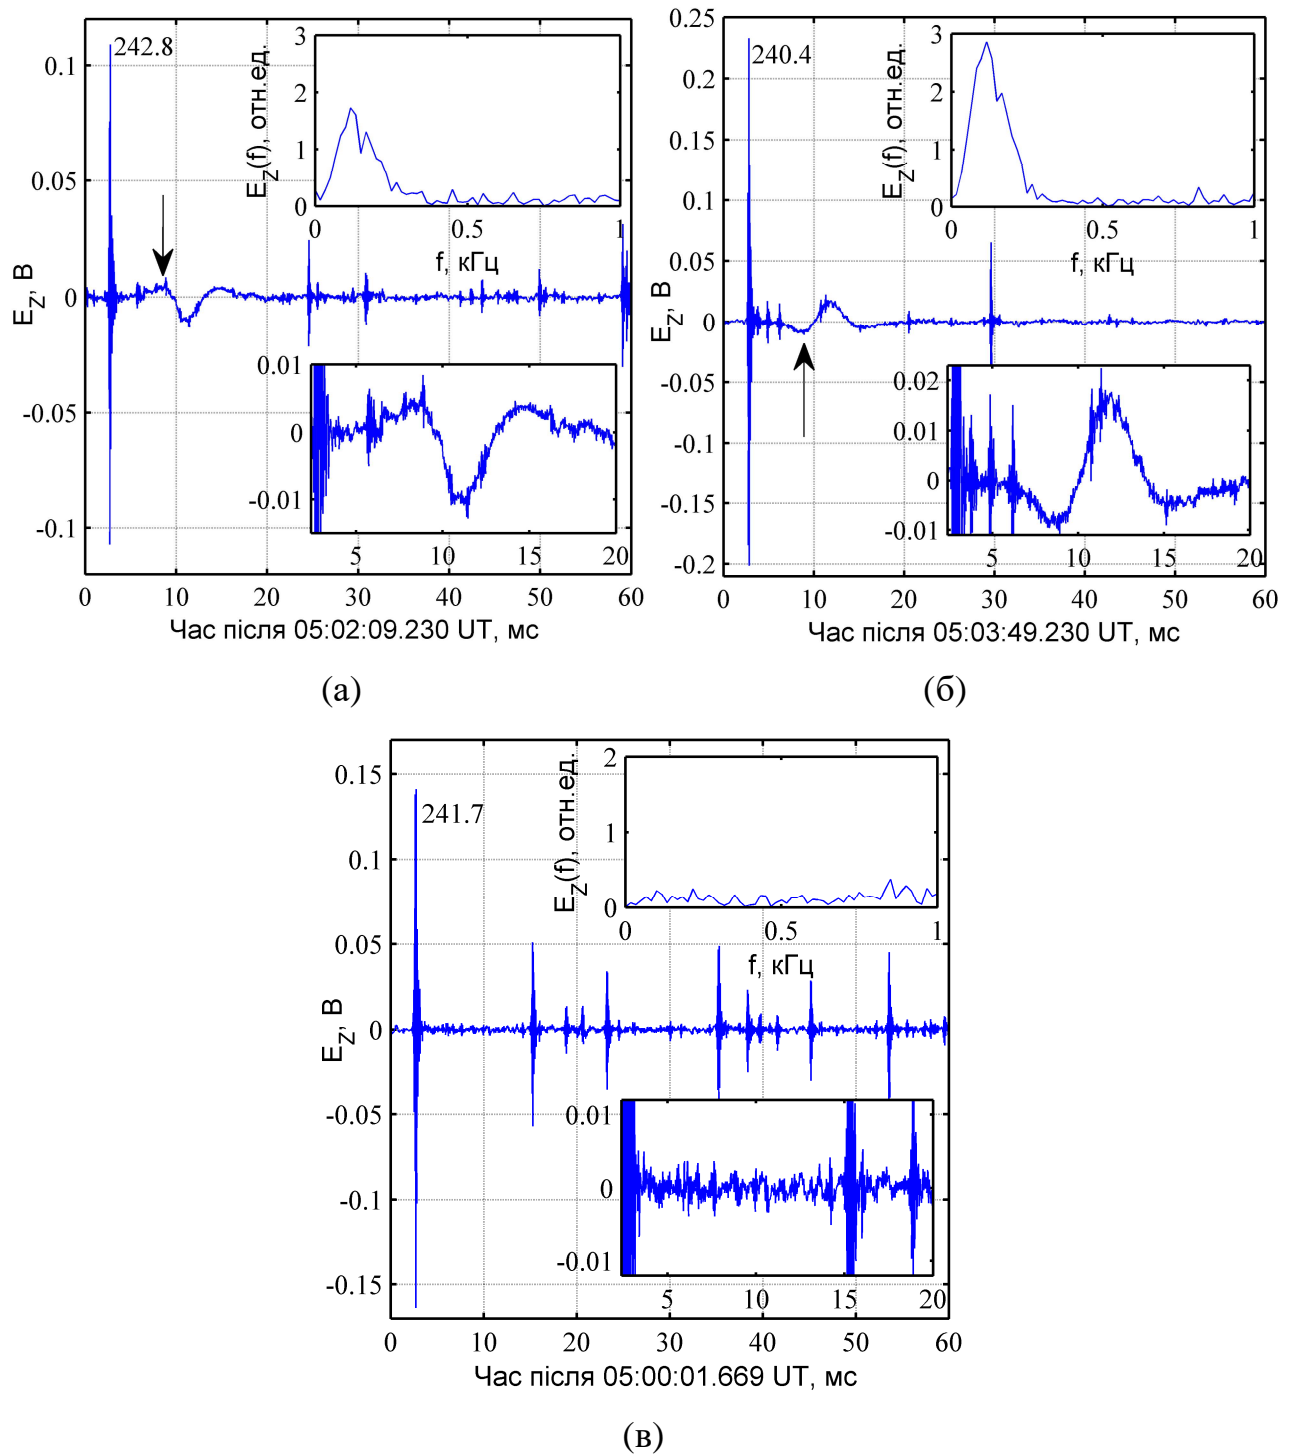 242.8
E_Z, В
0.1
0.05
0
-0.05
-0.1
0 10 20 30 40 50 60
Час після 05:02:09.230 UT, мс
E_Z(f), отн.ед.
3
2
1
0
0 0.5 1
f, кГц
0.01
0
-0.01
5 10 15 20
(а)
240.4
E_Z, В
0.25
0.2
0.15
0.1
0.05
0
-0.05
-0.1
-0.15
-0.2
0 10 20 30 40 50 60
Час після 05:03:49.230 UT, мс
E_Z(f), отн.ед.
3
2
1
0
0 0.5 1
f, кГц
0.02
0.01
0
-0.01
5 10 15 20
(б)
241.7
E_Z, В
0.15
0.1
0.05
0
-0.05
-0.1
-0.15
0 10 20 30 40 50 60
Час після 05:00:01.669 UT, мс
E_Z(f), отн.ед.
2
1
0
0 0.5 1
f, кГц
0.01
0
-0.01
5 10 15 20
(в)